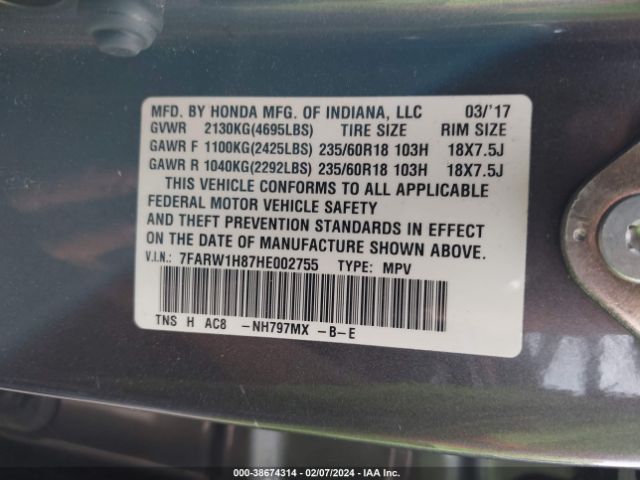 MFD. BY HONDA MFG. OF INDIANA, LLC 03/'17
GVWR 2130KG(4695LBS) TIRE SIZE RIM SIZE
GAWR F 1100KG(2425LBS) 235/60R18 103H 18X7.5J
GAWR R 1040KG(2292LBS) 235/60R18 103H 18X7.5J
THIS VEHICLE CONFORMS TO ALL APPLICABLE
FEDERAL MOTOR VEHICLE SAFETY
AND THEFT PREVENTION STANDARDS IN EFFECT
ON THE DATE OF MANUFACTURE SHOWN ABOVE.
V.I.N.: 7FARW1H87HE002755 TYPE: MPV
TNS H AC8 -NH797MX -B-E
000-38674314 - 02/07/2024 - IAA Inc.